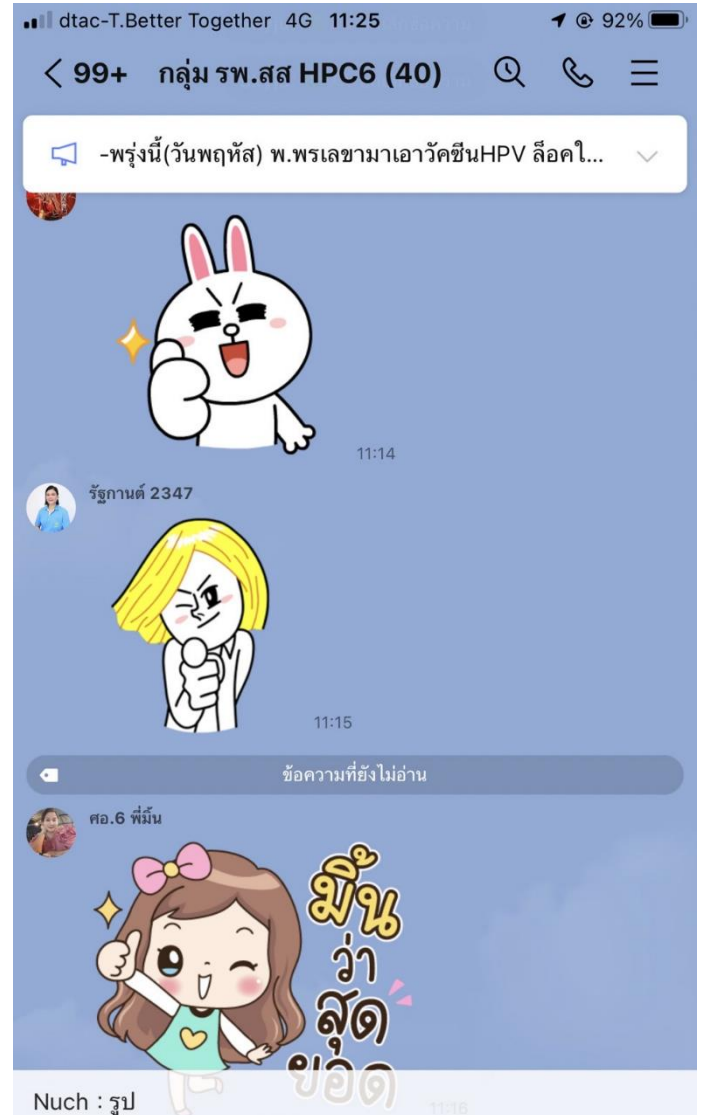 dtac-T.Better Together 4G 11:25 92%
99+ กลุ่ม รพ.สส HPC6 (40)
-พรุ่งนี้(วันพฤหัส) พ.พรเลขามาเอาวัคซีนHPV ล็อคใ...
11:14
รัฐกานต์ 2347
11:15
ข้อความที่ยังไม่อ่าน
ศอ.6 พี่มิ้น
มิ้น
ว่า
สุด
ยอด
11:16
Nuch : รูป